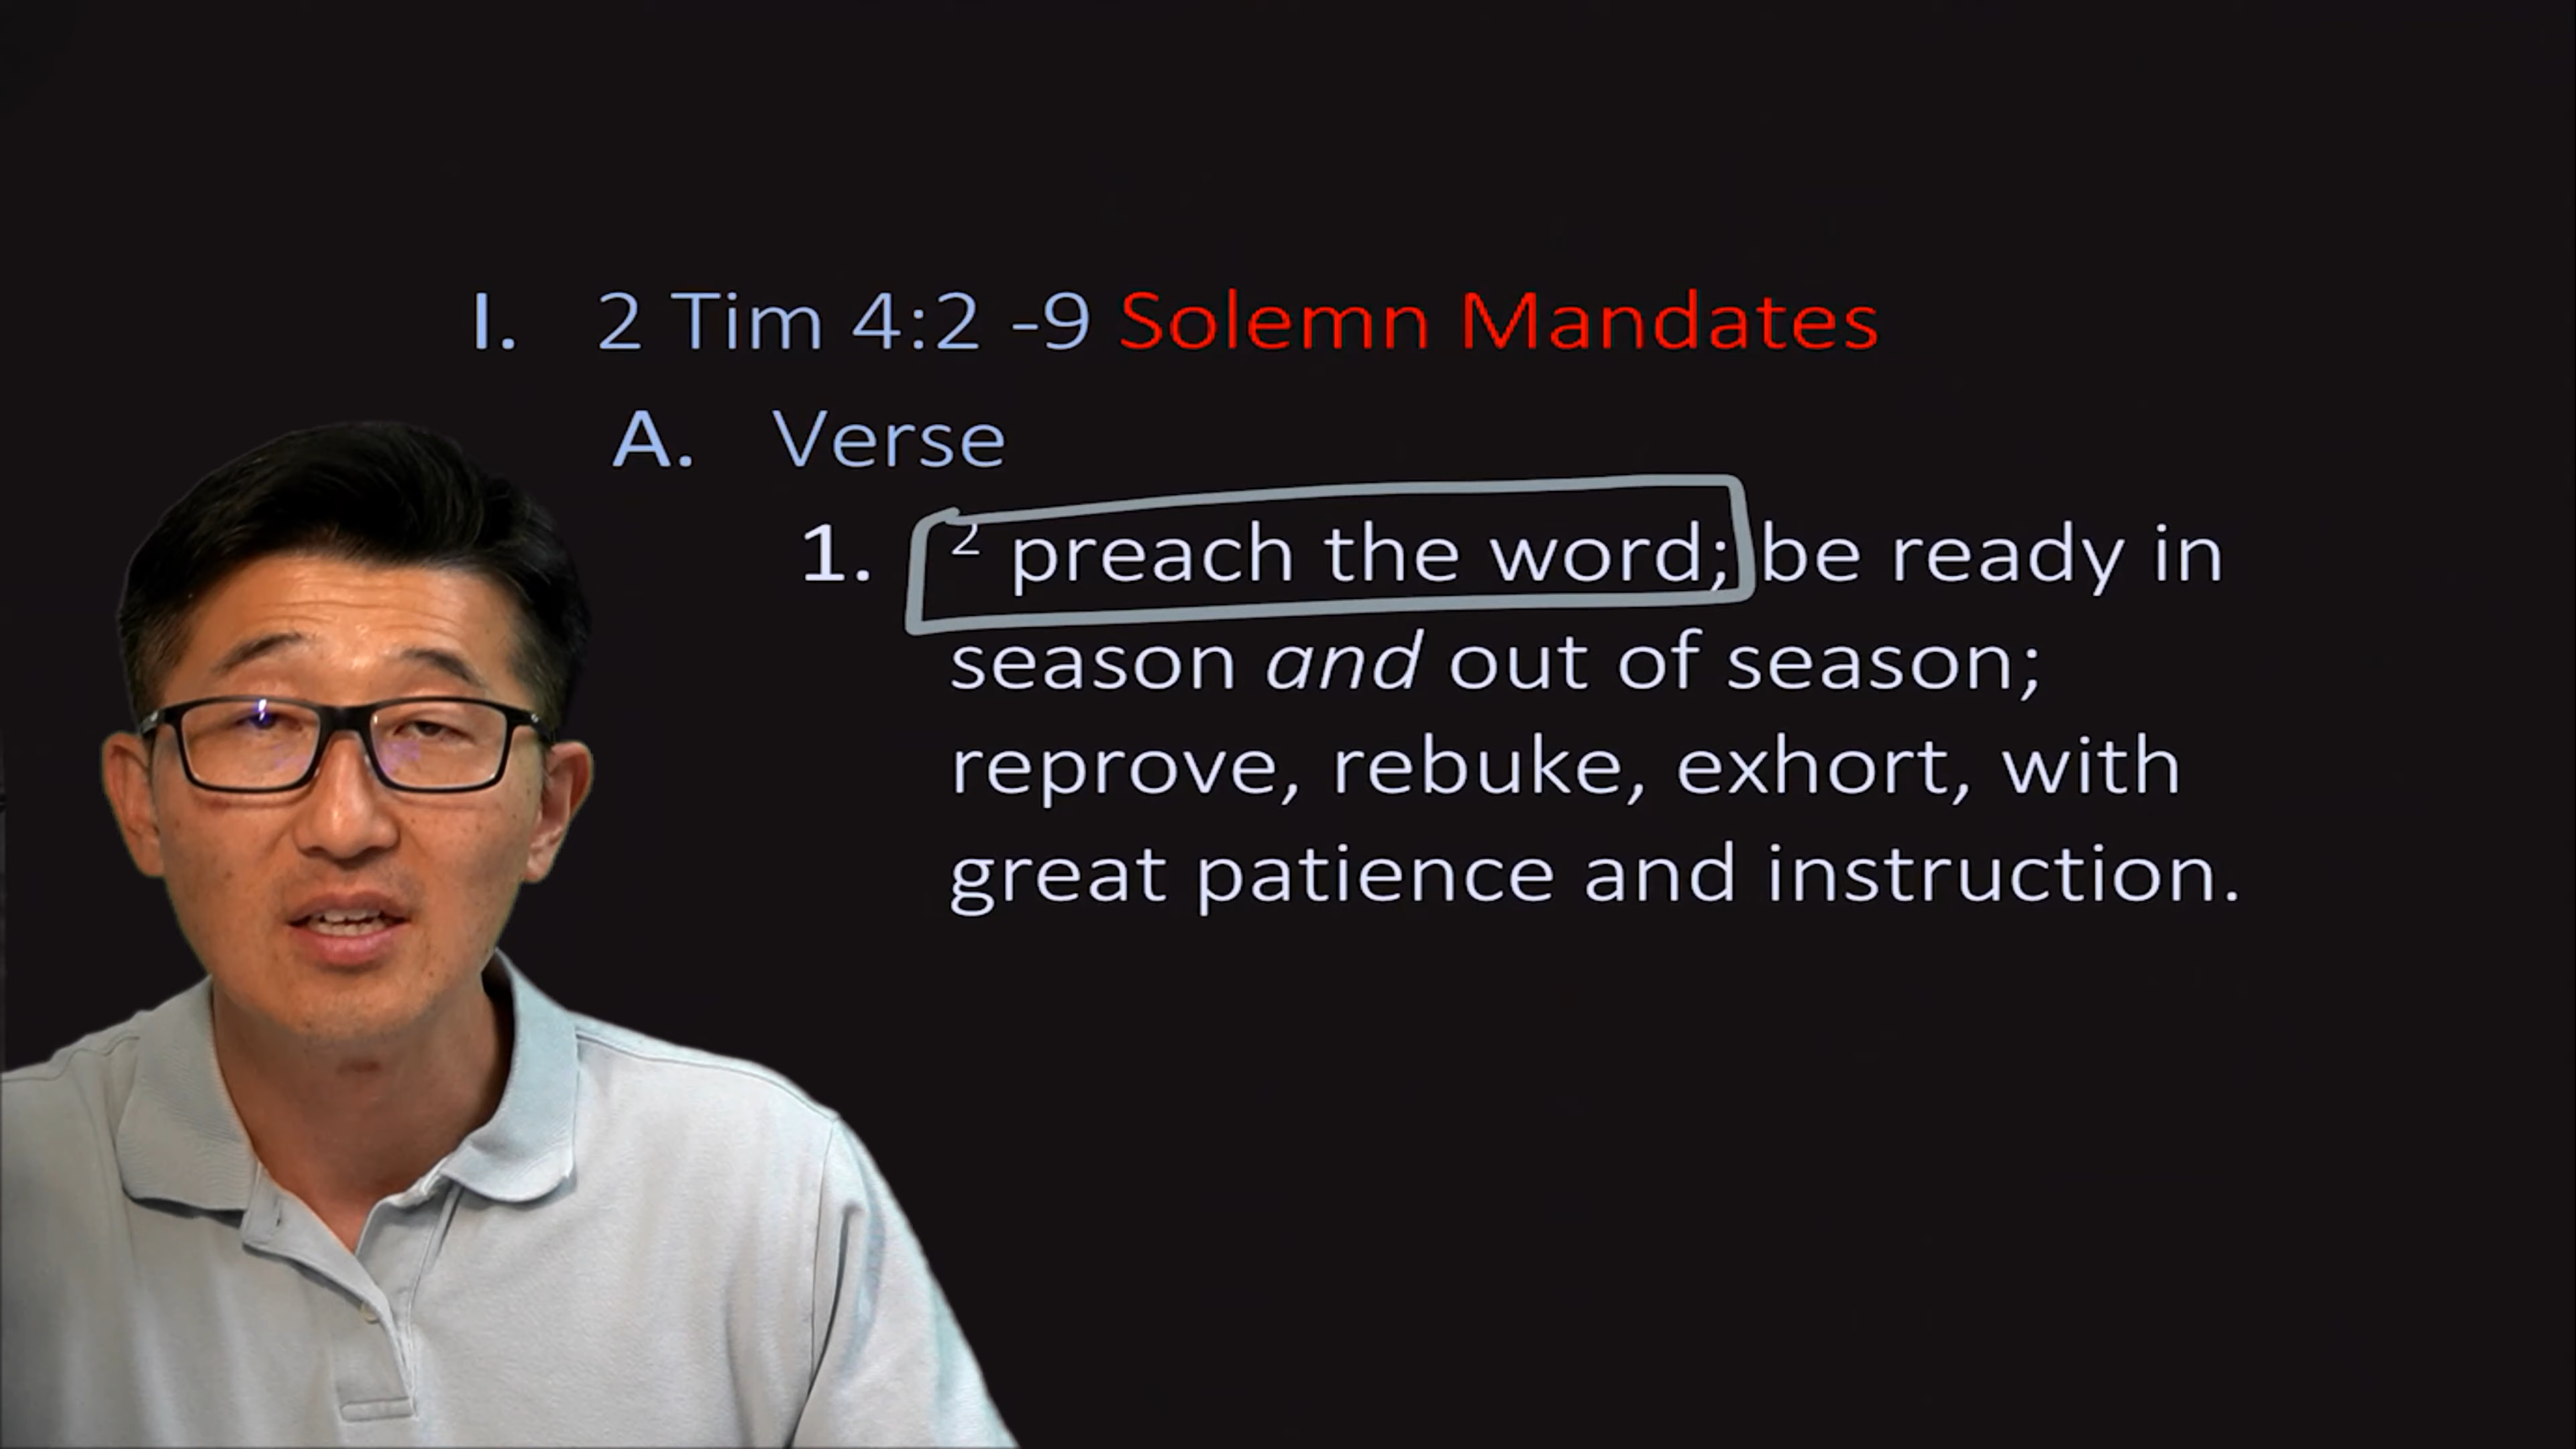 I. 2 Tim 4:2 -9 Solemn Mandates
A. Verse
1. ² preach the word; be ready in
season and out of season;
reprove, rebuke, exhort, with
great patience and instruction.